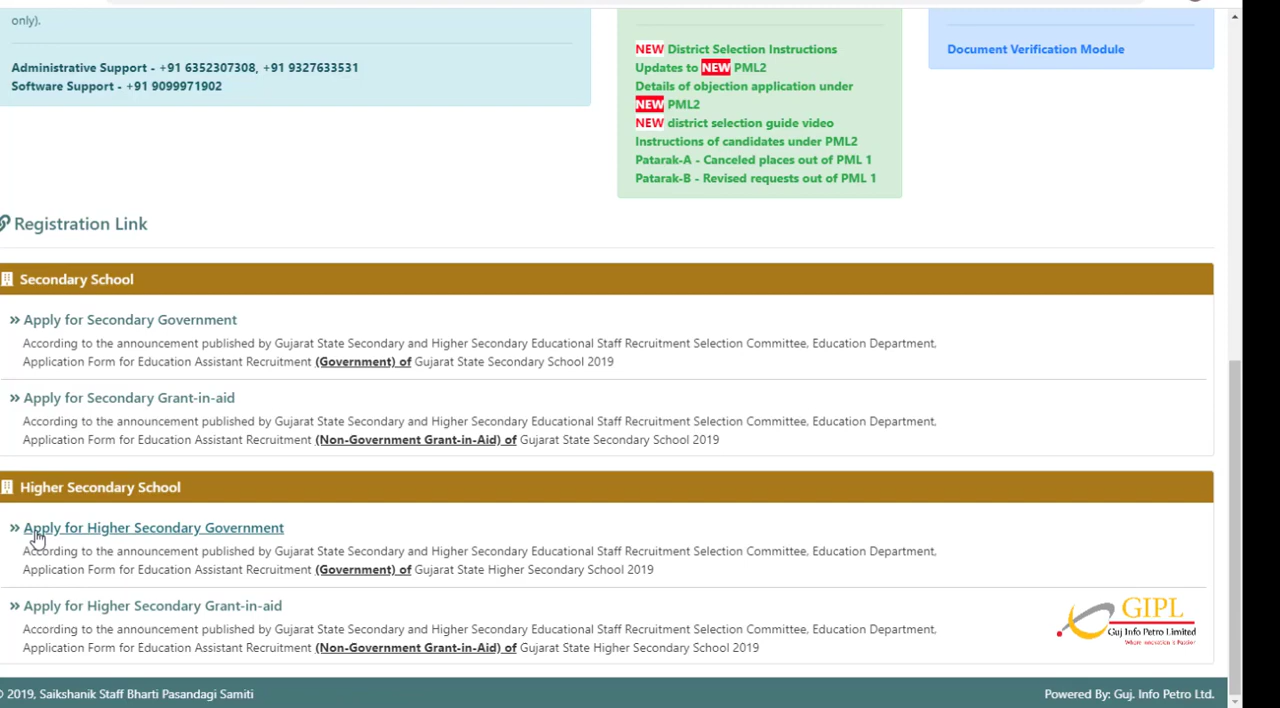 only).
Administrative Support - +91 6352307308, +91 9327633531
Software Support - +91 9099971902
NEW District Selection Instructions
Updates to NEW PML2
Details of objection application under
NEW PML2
NEW district selection guide video
Instructions of candidates under PML2
Patarak-A - Canceled places out of PML 1
Patarak-B - Revised requests out of PML 1
Document Verification Module
Registration Link
Secondary School
» Apply for Secondary Government
According to the announcement published by Gujarat State Secondary and Higher Secondary Educational Staff Recruitment Selection Committee, Education Department,
Application Form for Education Assistant Recruitment (Government) of Gujarat State Secondary School 2019
» Apply for Secondary Grant-in-aid
According to the announcement published by Gujarat State Secondary and Higher Secondary Educational Staff Recruitment Selection Committee, Education Department,
Application Form for Education Assistant Recruitment (Non-Government Grant-in-Aid) of Gujarat State Secondary School 2019
Higher Secondary School
» Apply for Higher Secondary Government
According to the announcement published by Gujarat State Secondary and Higher Secondary Educational Staff Recruitment Selection Committee, Education Department,
Application Form for Education Assistant Recruitment (Government) of Gujarat State Higher Secondary School 2019
» Apply for Higher Secondary Grant-in-aid
According to the announcement published by Gujarat State Secondary and Higher Secondary Educational Staff Recruitment Selection Committee, Education Department,
Application Form for Education Assistant Recruitment (Non-Government Grant-in-Aid) of Gujarat State Higher Secondary School 2019
GIPL
Guj Info Petro Limited
© 2019, Saikshanik Staff Bharti Pasandagi Samiti
Powered By: Guj. Info Petro Ltd.